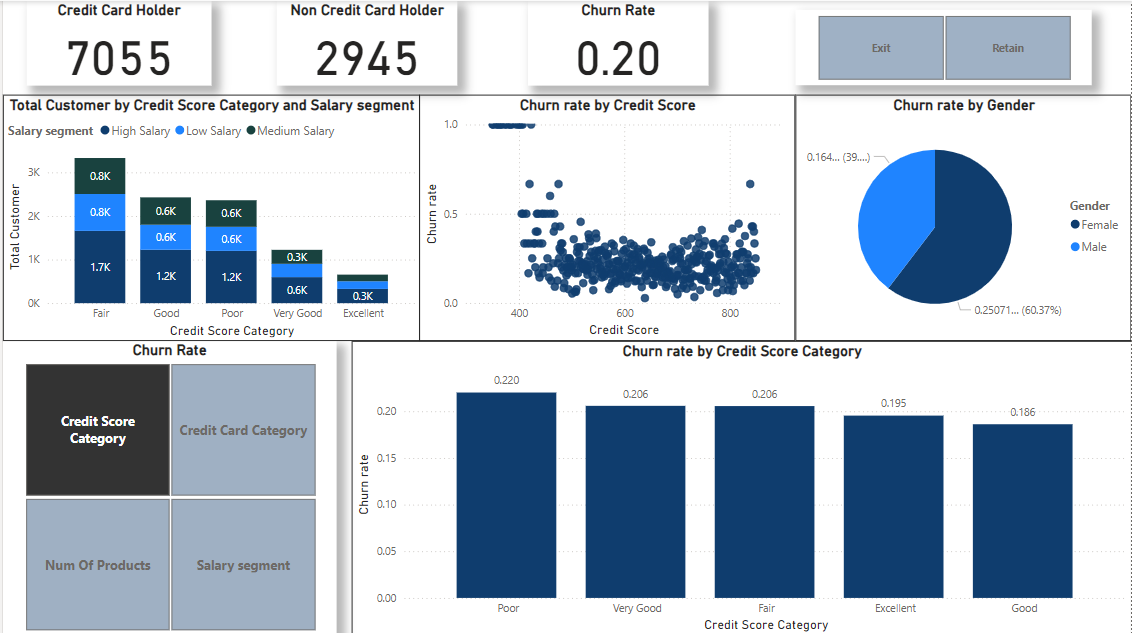 Credit Card Holder
7055
Non Credit Card Holder
2945
Churn Rate
0.20
Exit
Retain
Total Customer by Credit Score Category and Salary segment
Salary segment High Salary Low Salary Medium Salary
Total Customer
3K
2K
1K
0K
0.8K
0.8K
1.7K
0.6K
0.6K
1.2K
0.6K
0.6K
1.2K
0.3K
0.6K
0.3K
Fair Good Poor Very Good Excellent
Credit Score Category
Churn rate by Credit Score
Churn rate
1.0
0.5
0.0
400 600 800
Credit Score
Churn rate by Gender
0.164... (39....)
0.25071... (60.37%)
Gender
Female
Male
Churn Rate
Credit Score
Category
Credit Card Category
Num Of Products
Salary segment
Churn rate by Credit Score Category
Churn rate
0.20
0.15
0.10
0.05
0.00
0.220
0.206
0.206
0.195
0.186
Poor Very Good Fair Excellent Good
Credit Score Category